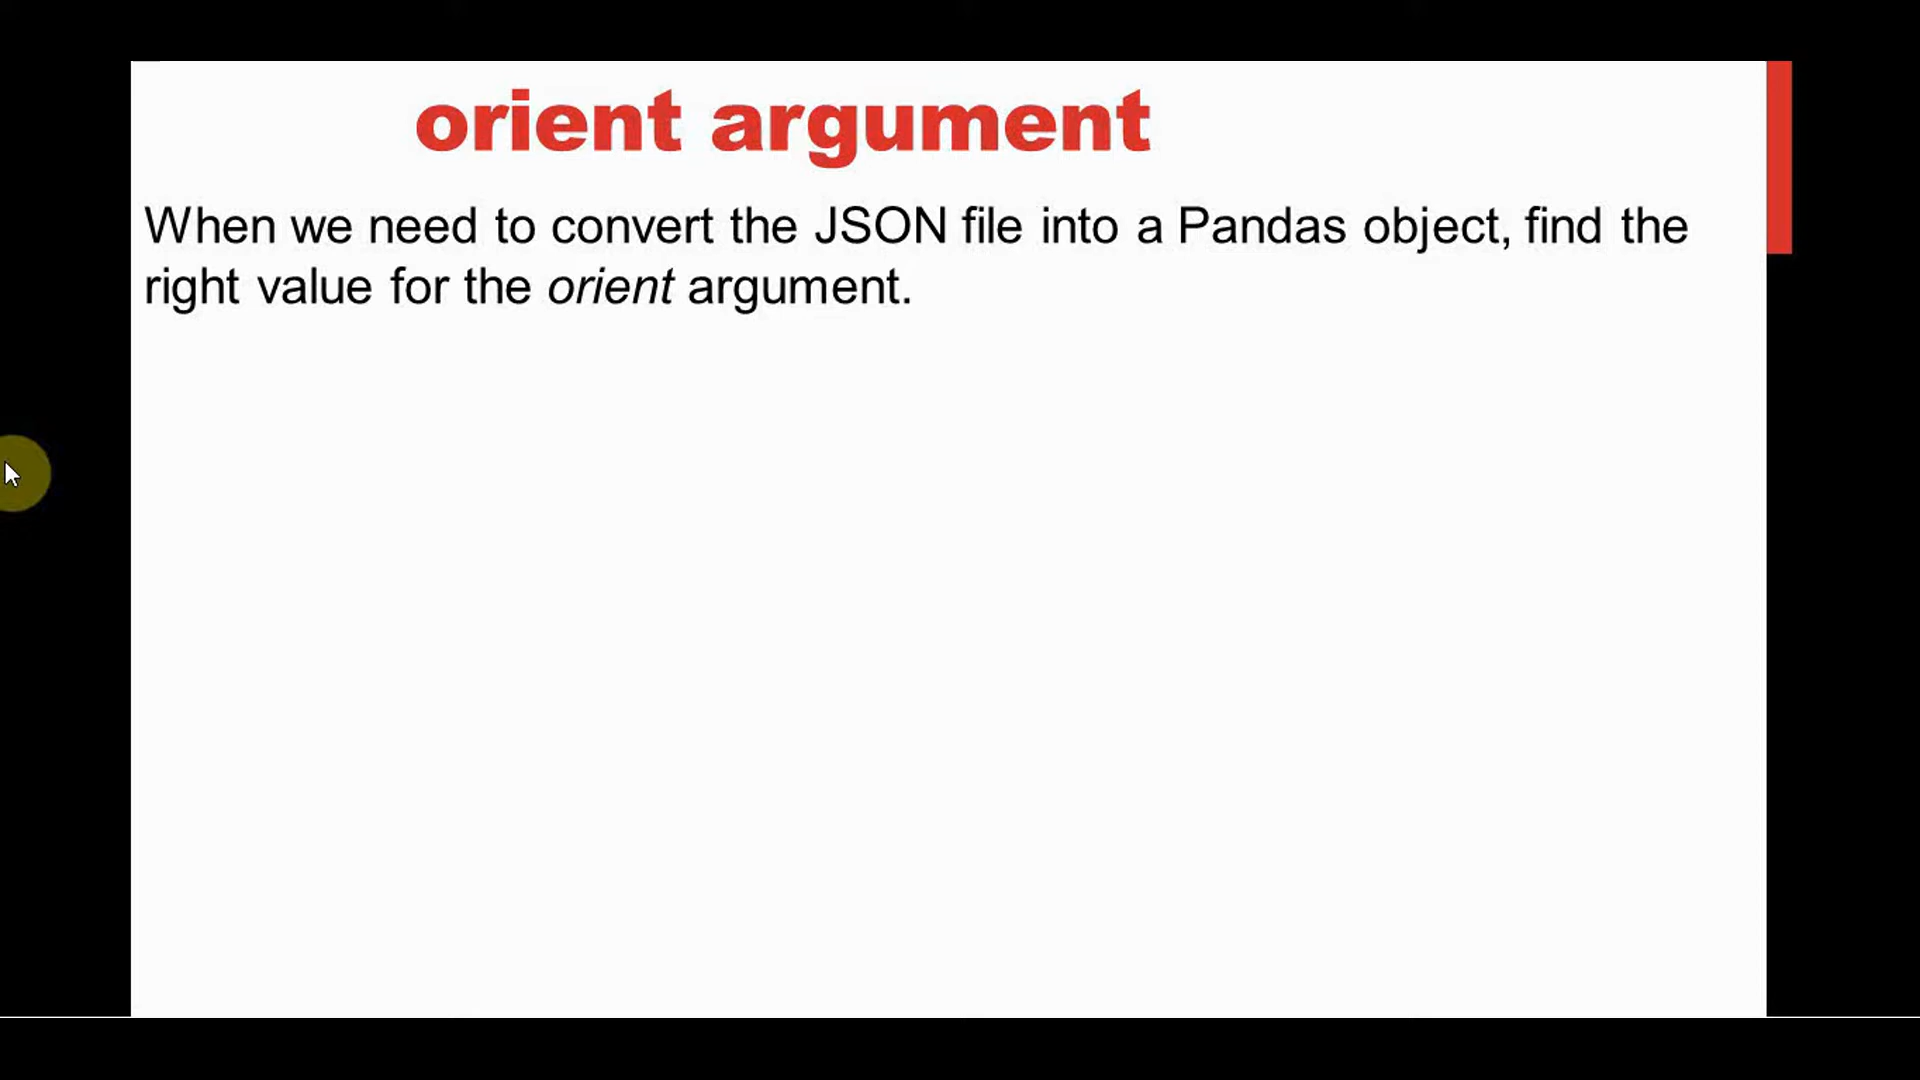 orient argument
When we need to convert the JSON file into a Pandas object, find the
right value for the orient argument.